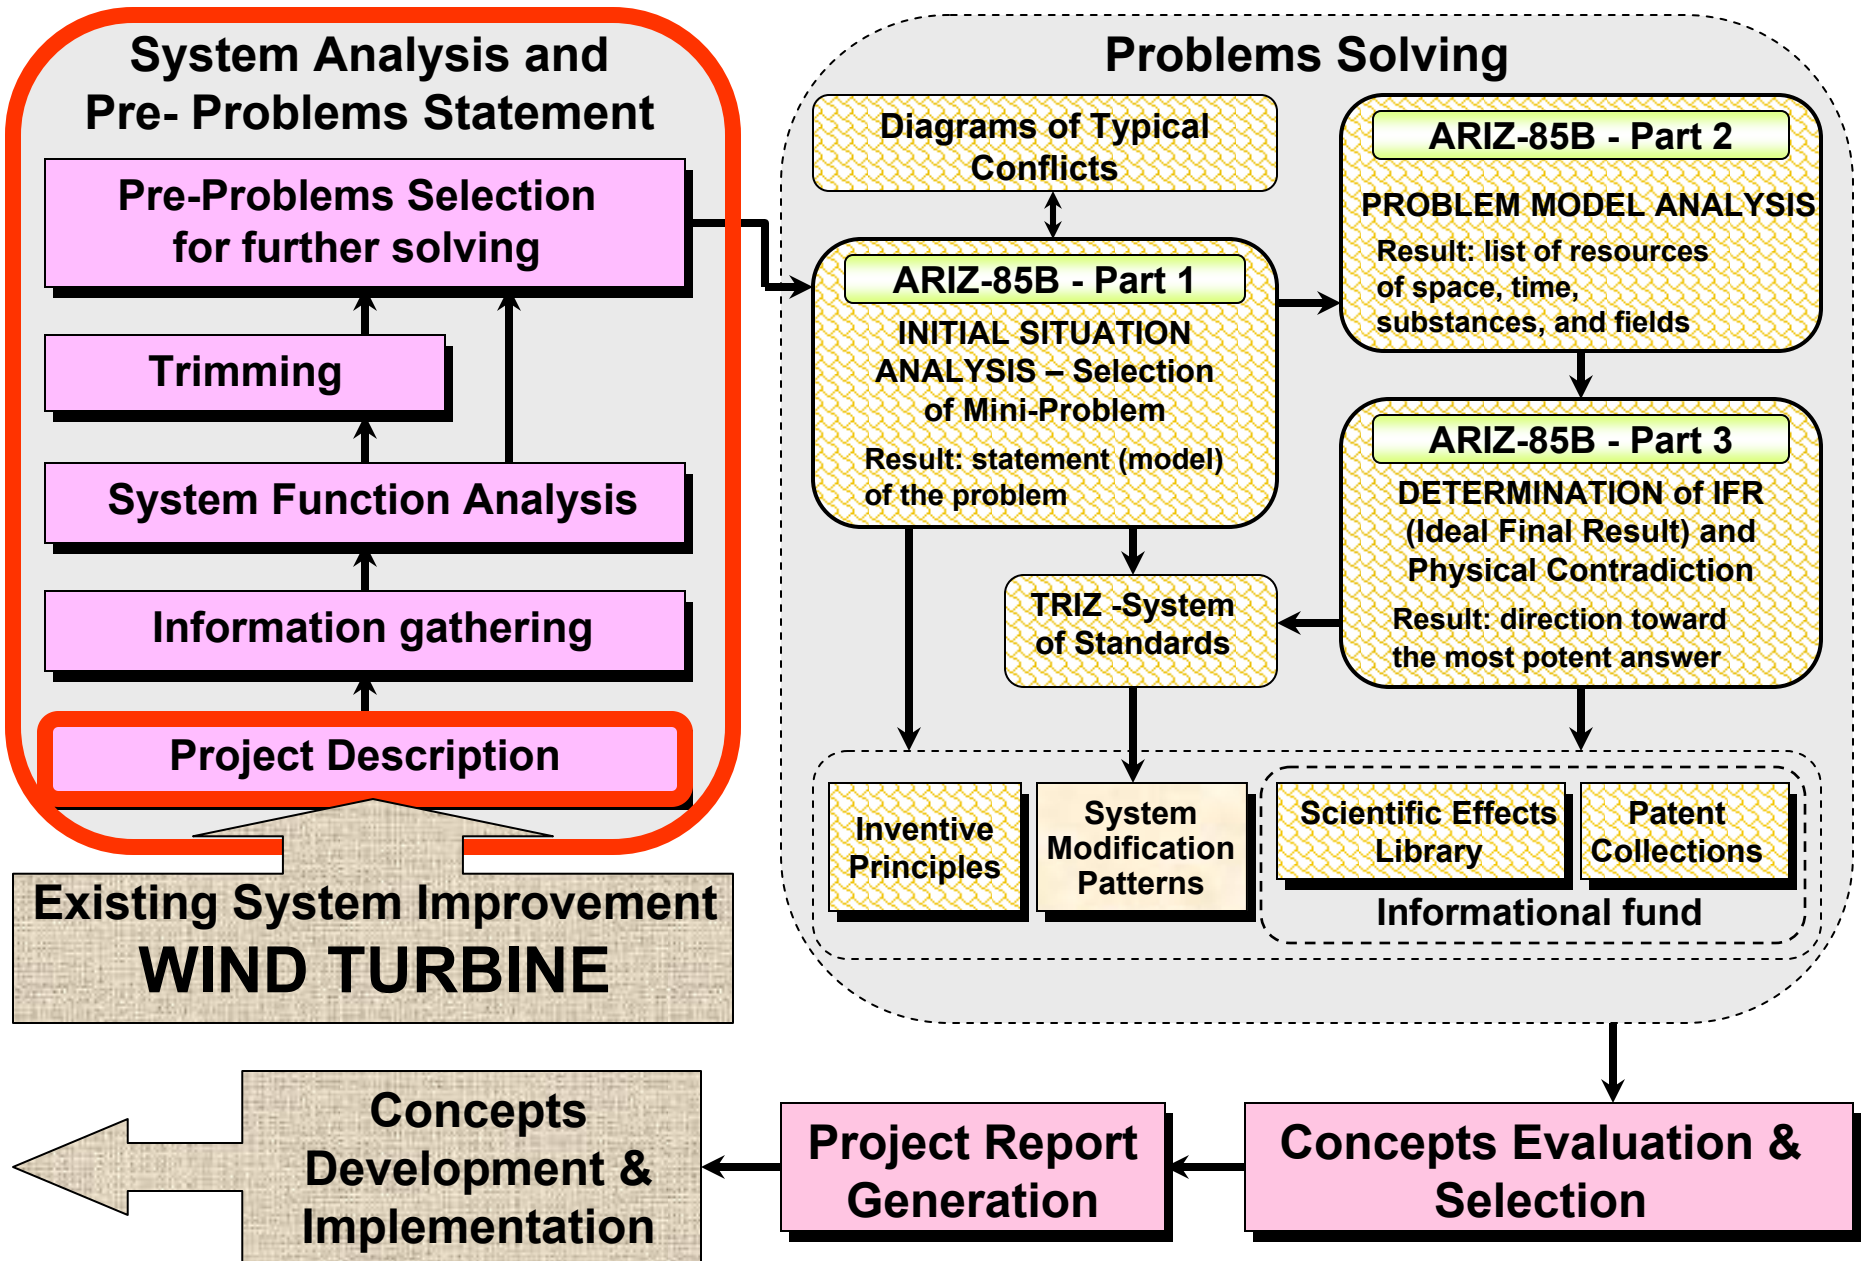 System Analysis and
Pre- Problems Statement
Pre-Problems Selection
for further solving
Trimming
System Function Analysis
Information gathering
Project Description
Existing System Improvement
WIND TURBINE
Problems Solving
Diagrams of Typical
Conflicts
ARIZ-85B - Part 1
INITIAL SITUATION
ANALYSIS – Selection
of Mini-Problem
Result: statement (model)
of the problem
ARIZ-85B - Part 2
PROBLEM MODEL ANALYSIS
Result: list of resources
of space, time,
substances, and fields
ARIZ-85B - Part 3
DETERMINATION of IFR
(Ideal Final Result) and
Physical Contradiction
Result: direction toward
the most potent answer
TRIZ -System
of Standards
Inventive
Principles
System
Modification
Patterns
Scientific Effects
Library
Patent
Collections
Informational fund
Concepts Evaluation &
Selection
Project Report
Generation
Concepts
Development &
Implementation